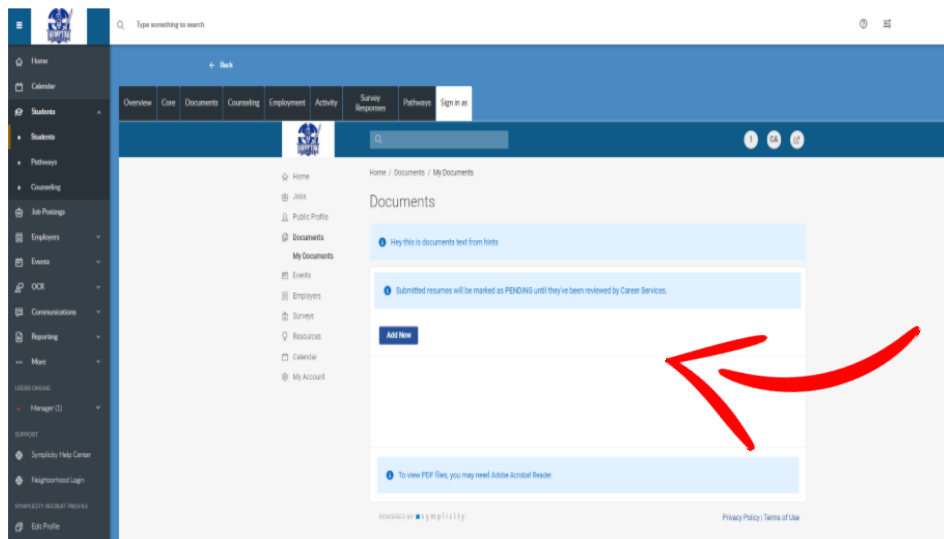 Type something to search
Home
Calendar
Students
Students
Pathways
Counseling
Job Postings
Employers
Events
OCR
Communications
Reporting
More
USERS ONLINE
Manager (1)
SUPPORT
Symplicity Help Center
Neighborhood Login
SYMPLICITY RECRUIT PROFILE
Edit Profile
← Back
Overview Core Documents Counseling Employment Activity Survey Responses Pathways Sign in as
HAMPTON
1 CA
Home
Jobs
Public Profile
Documents
My Documents
Events
Employers
Surveys
Resources
Calendar
My Account
Home / Documents / My Documents
Documents
Hey this is documents text from hints
Submitted resumes will be marked as PENDING until they've been reviewed by Career Services.
Add New
To view PDF files, you may need Adobe Acrobat Reader.
POWERED BY symplicity
Privacy Policy | Terms of Use